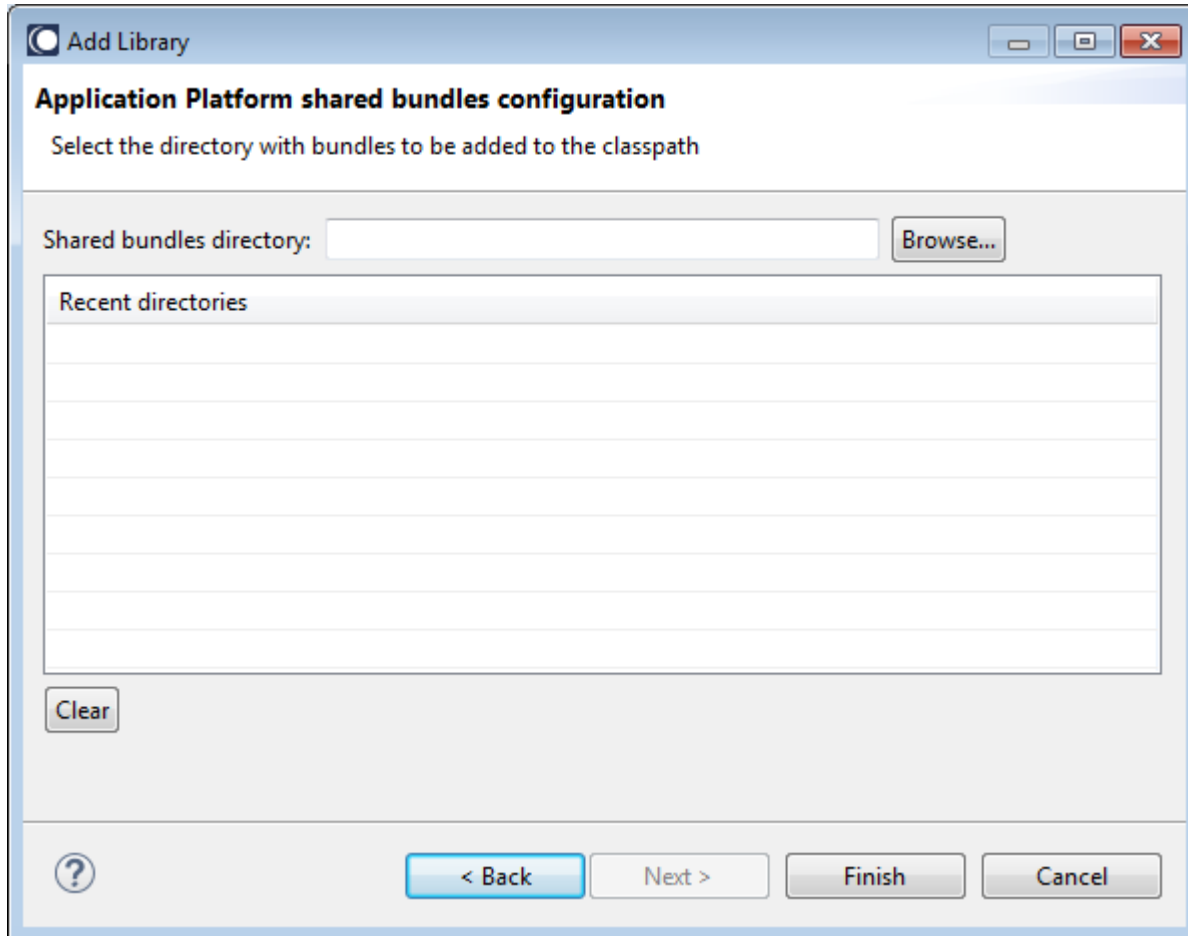 Add Library
Application Platform shared bundles configuration
Select the directory with bundles to be added to the classpath
Shared bundles directory: Browse...
Recent directories
Clear
? < Back Next > Finish Cancel